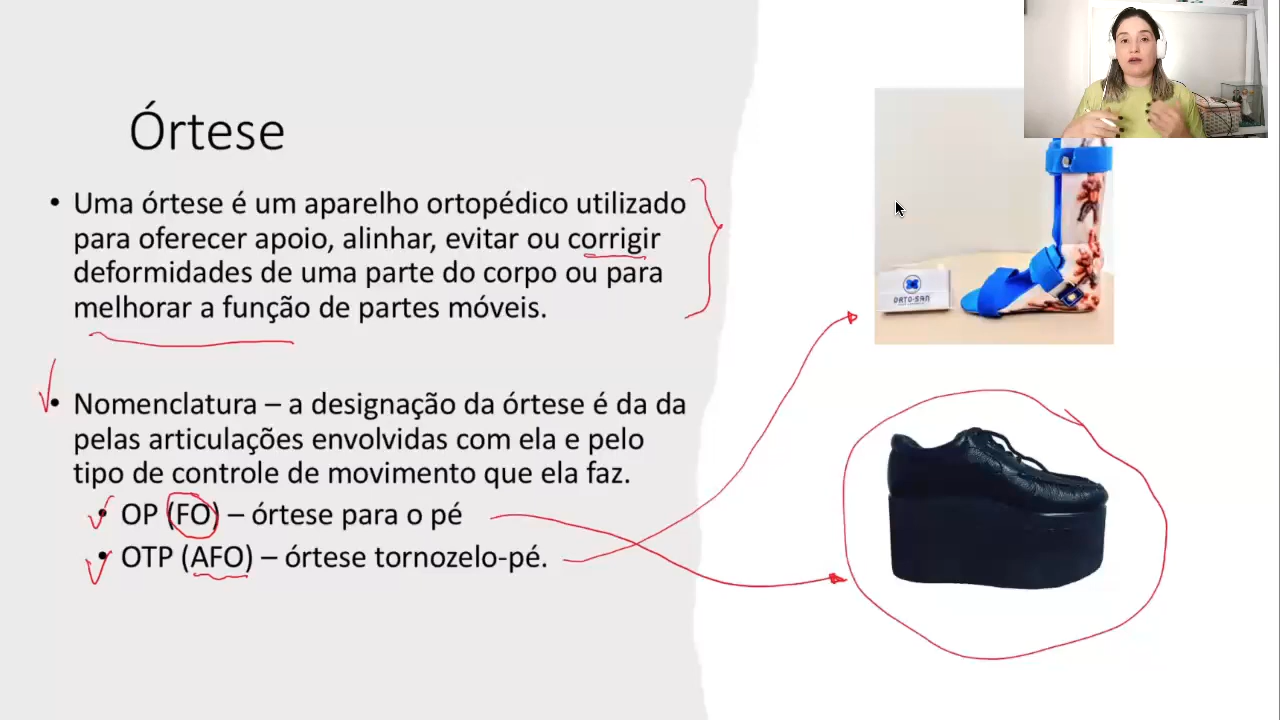 Órtese
• Uma órtese é um aparelho ortopédico utilizado
para oferecer apoio, alinhar, evitar ou corrigir
deformidades de uma parte do corpo ou para
melhorar a função de partes móveis.
• Nomenclatura – a designação da órtese é da da
pelas articulações envolvidas com ela e pelo
tipo de controle de movimento que ela faz.
• OP (FO) – órtese para o pé
• OTP (AFO) – órtese tornozelo-pé.
ORTO-SAN